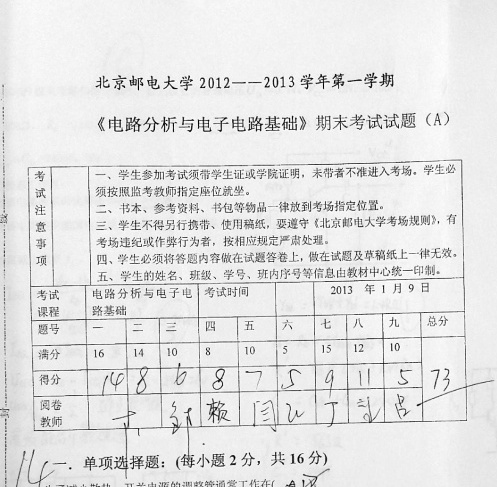 北京邮电大学 2012——2013 学年第一学期
《电路分析与电子电路基础》期末考试试题（A）
考试注意事项
一、学生参加考试须带学生证或学院证明，未带者不准进入考场。学生必
须按照监考教师指定座位就坐。
二、书本、参考资料、书包等物品一律放到考场指定位置。
三、学生不得另行携带、使用稿纸，要遵守《北京邮电大学考场规则》，有
考场违纪或作弊行为者，按相应规定严肃处理。
四、学生必须将答题内容做在试题答卷上，做在试题及草稿纸上一律无效。
五、学生的姓名、班级、学号、班内序号等信息由教材中心统一印制。
考试 电路分析与电子电 考试时间 2013 年 1 月 9 日
课程 路基础
题号 一 二 三 四 五 六 七 八 九 总分
满分 16 14 10 8 10 5 15 12 10
得分 14 8 6 8 7 5 9 11 5 73
阅卷 赖 闫 丁
教师
14
一. 单项选择题：(每小题 2 分，共 16 分)
开关电源的调整管通常工作在(